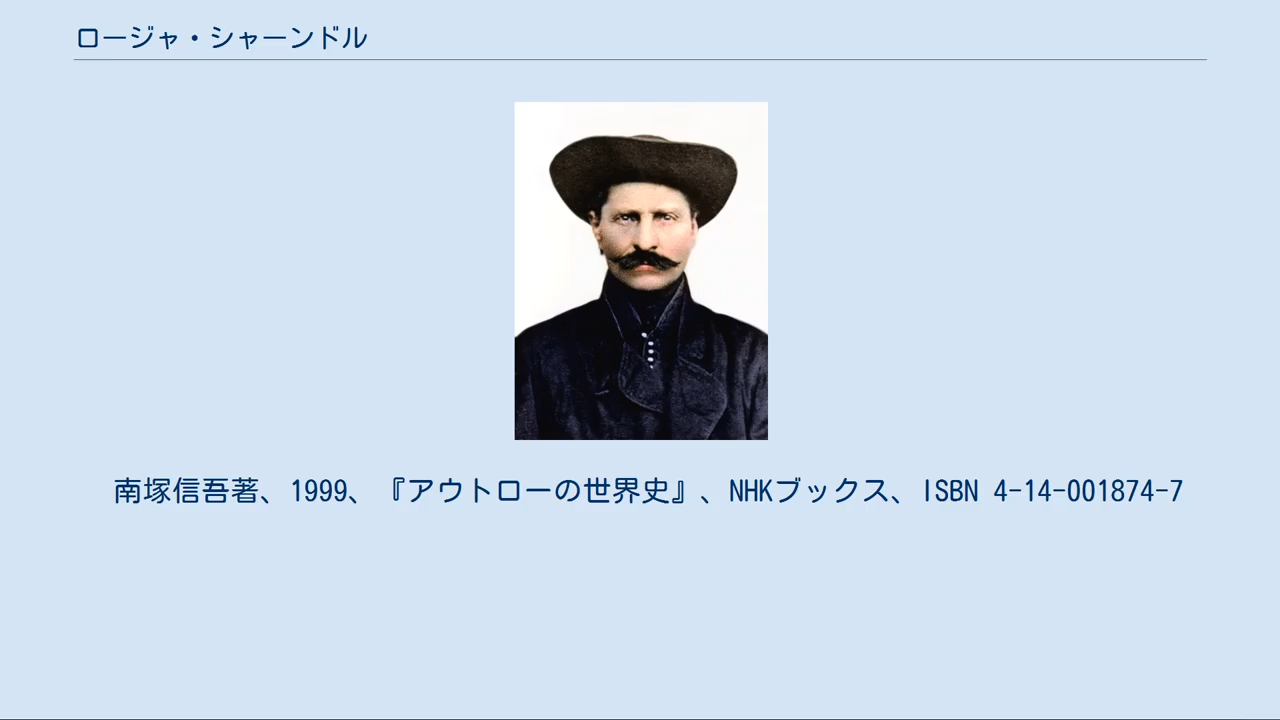 ロージャ・シャーンドル
南塚信吾著、1999、『アウトローの世界史』、NHKブックス、ISBN 4-14-001874-7